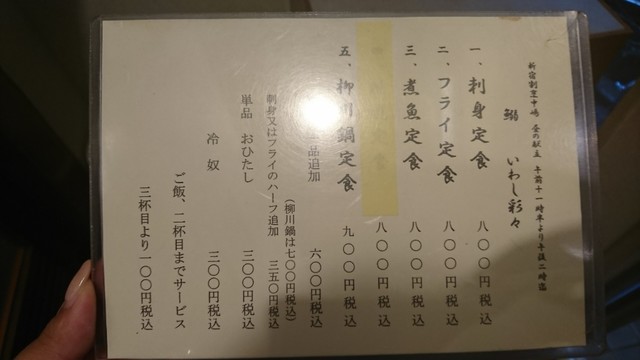 新宿割烹中嶋 昼の献立 午前十一時半より午後二時迄
鰯 いわし彩々
一、刺身定食 八〇〇円税込
二、フライ定食 八〇〇円税込
三、煮魚定食 八〇〇円税込
八〇〇円税込
五、柳川鍋定食 九〇〇円税込
一品追加 六〇〇円税込
(柳川鍋は七〇〇円税込)
刺身又はフライのハーフ追加 三五〇円税込
単品 おひたし 三〇〇円税込
冷奴 三〇〇円税込
ご飯、二杯目までサービス
三杯目より一〇〇円税込